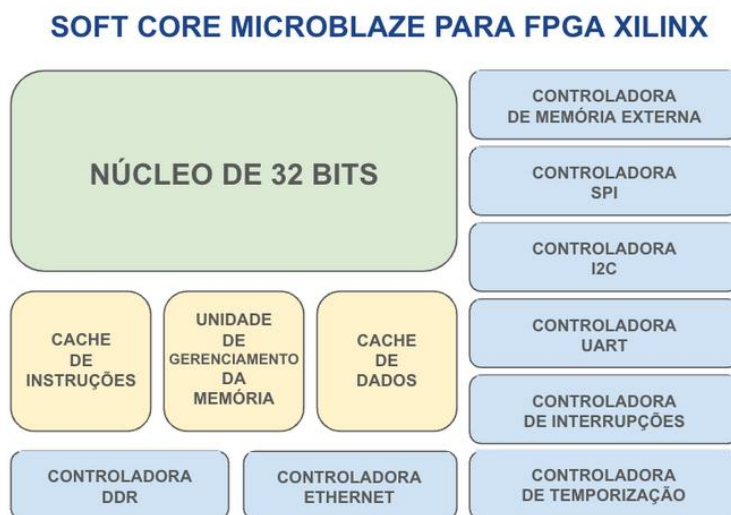 SOFT CORE MICROBLAZE PARA FPGA XILINX
NÚCLEO DE 32 BITS
CACHE
DE
INSTRUÇÕES
UNIDADE
DE
GERENCIAMENTO
DA
MEMÓRIA
CACHE
DE
DADOS
CONTROLADORA
DDR
CONTROLADORA
ETHERNET
CONTROLADORA
DE MEMÓRIA EXTERNA
CONTROLADORA
SPI
CONTROLADORA
I2C
CONTROLADORA
UART
CONTROLADORA
DE INTERRUPÇÕES
CONTROLADORA
DE TEMPORIZAÇÃO